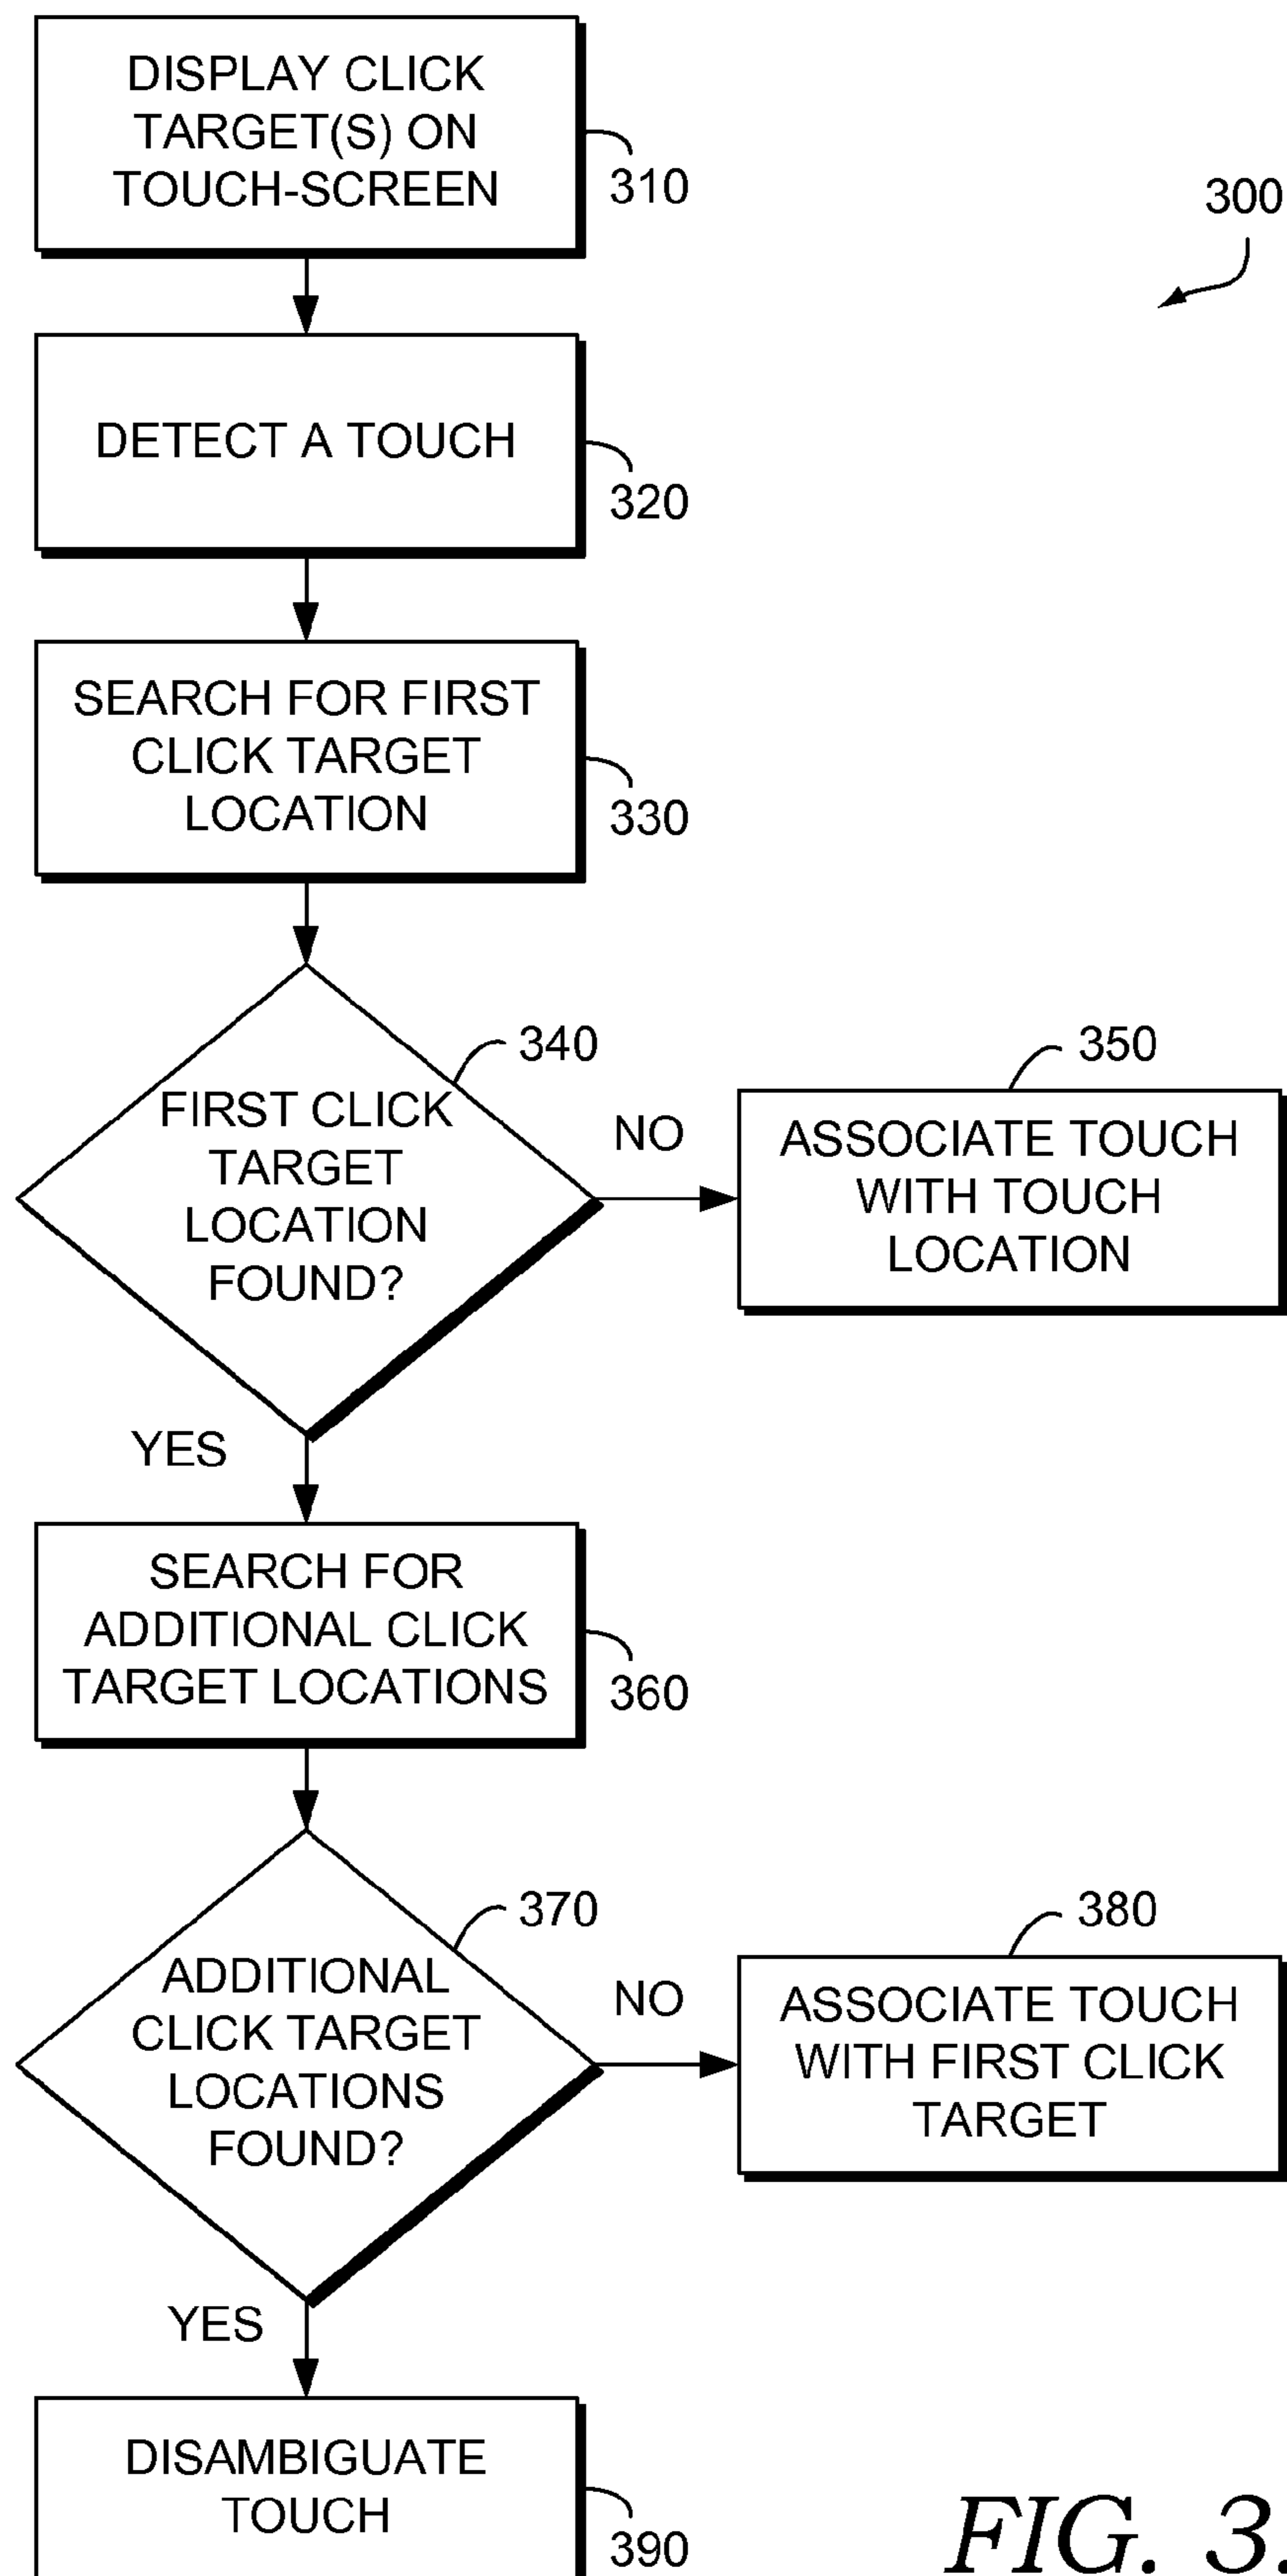 DISPLAY CLICK
TARGET(S) ON
TOUCH-SCREEN
310
300
DETECT A TOUCH
320
SEARCH FOR FIRST
CLICK TARGET
LOCATION
330
340
FIRST CLICK
TARGET
LOCATION
FOUND?
NO
350
ASSOCIATE TOUCH
WITH TOUCH
LOCATION
YES
SEARCH FOR
ADDITIONAL CLICK
TARGET LOCATIONS
360
370
ADDITIONAL
CLICK TARGET
LOCATIONS
FOUND?
NO
380
ASSOCIATE TOUCH
WITH FIRST CLICK
TARGET
YES
DISAMBIGUATE
TOUCH
390
FIG. 3.